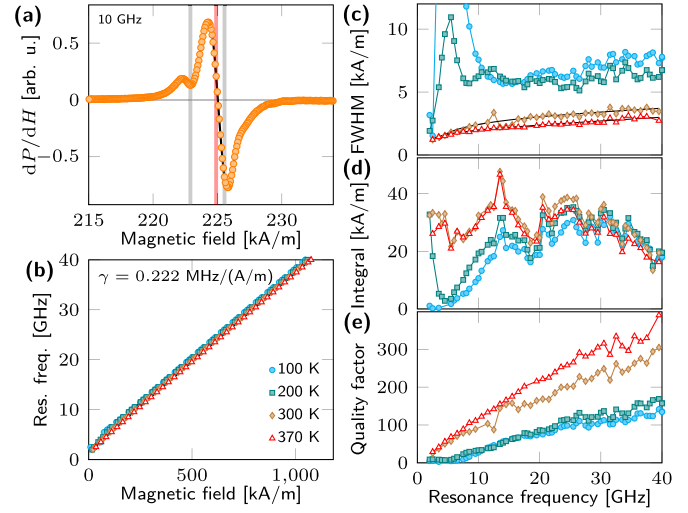 (a)
10 GHz
dP/dH [arb. u.]
0.5
0
−0.5
215
220
225
230
Magnetic field [kA/m]
(b)
γ = 0.222 MHz/(A/m)
Res. freq. [GHz]
40
30
20
10
0
0
500
1,000
Magnetic field [kA/m]
100 K
200 K
300 K
370 K
(c)
FWHM [kA/m]
10
5
0
(d)
Integral [kA/m]
40
20
0
(e)
Quality factor
300
200
100
0
0
10
20
30
40
Resonance frequency [GHz]